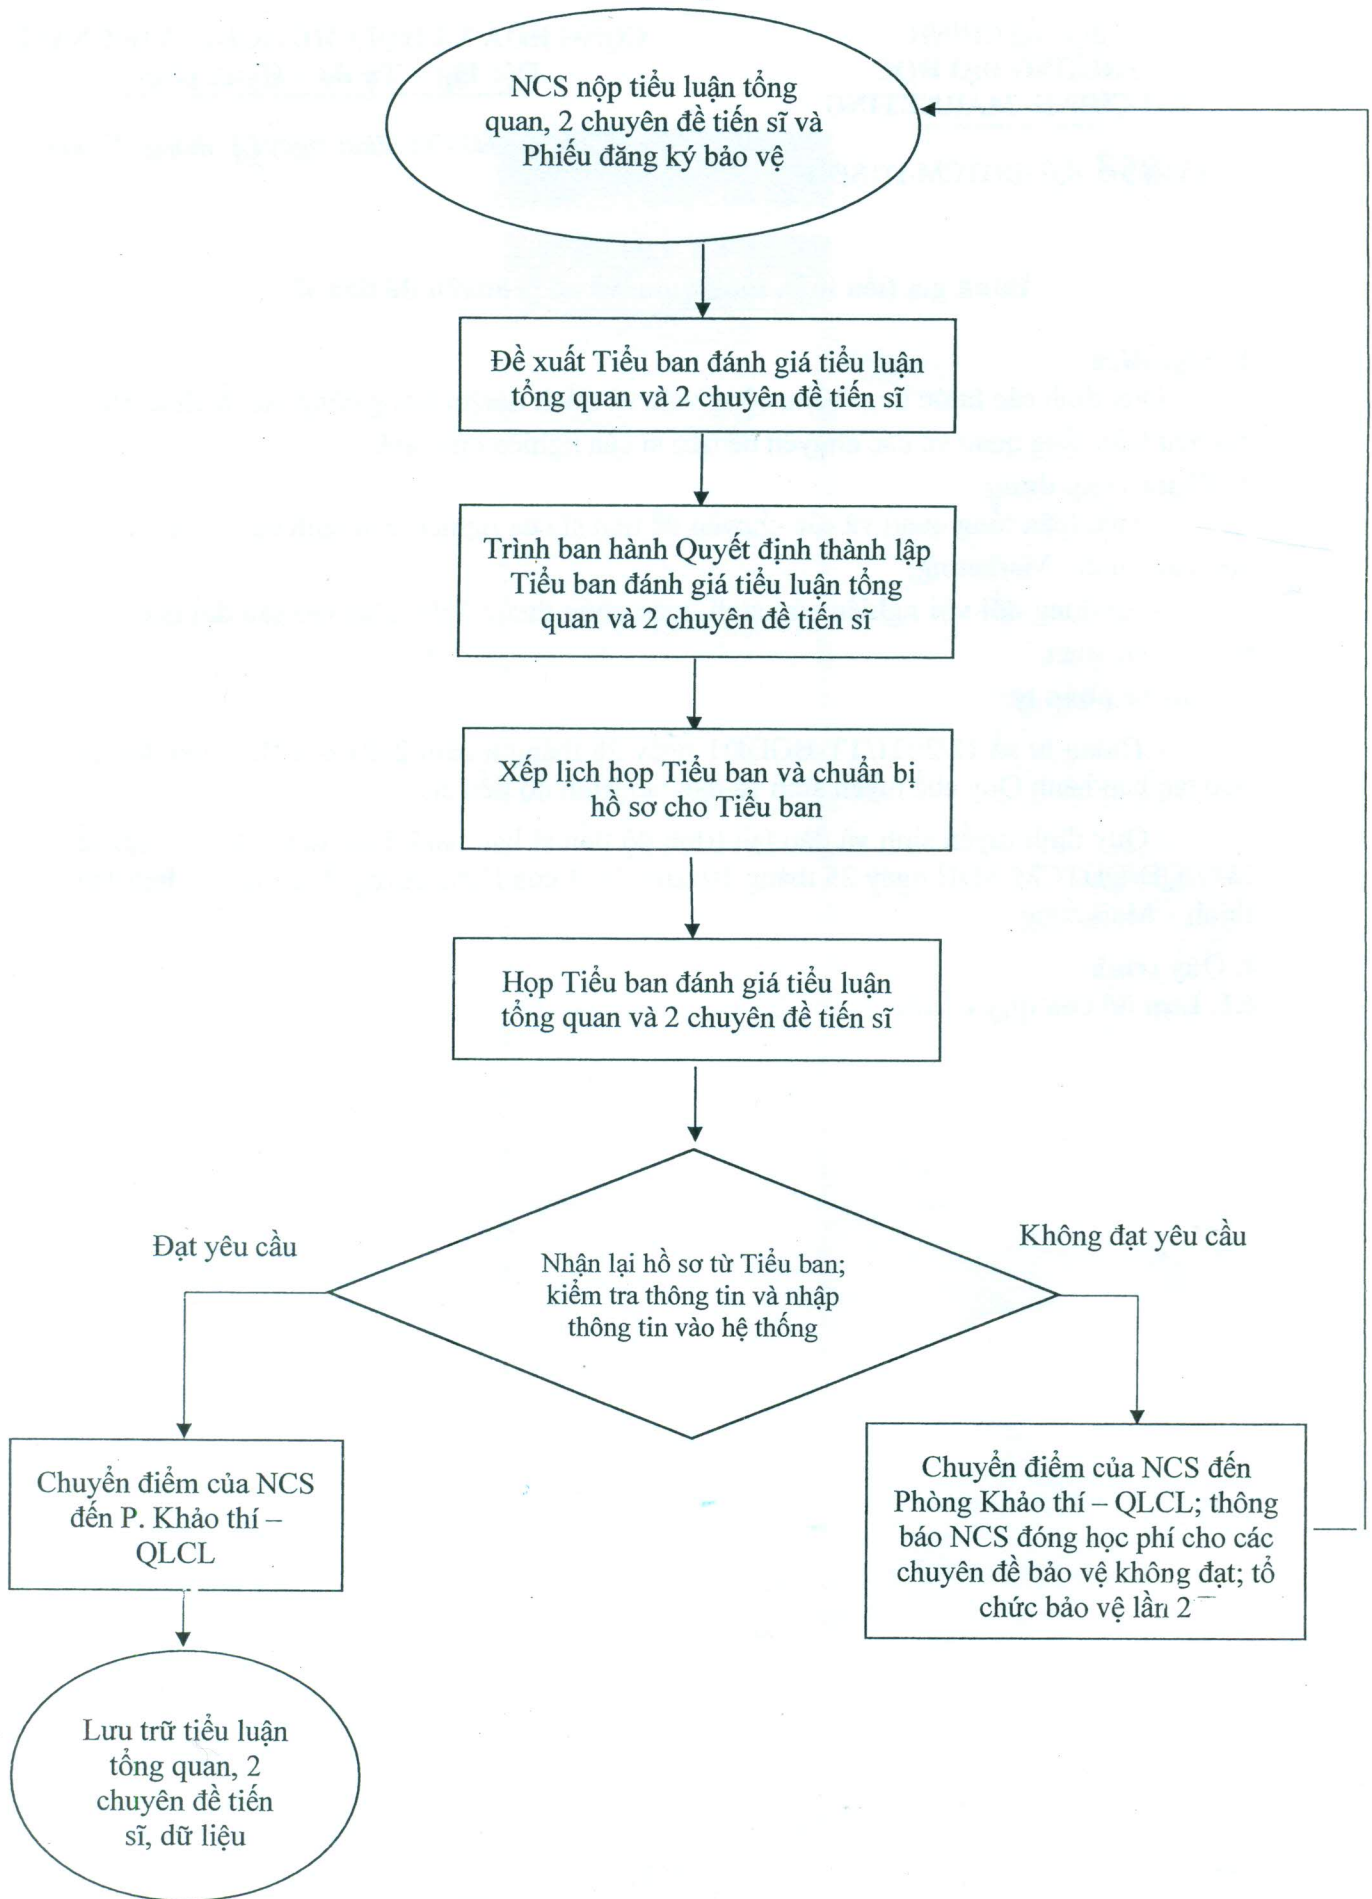 NCS nộp tiểu luận tổng
quan, 2 chuyên đề tiến sĩ và
Phiếu đăng ký bảo vệ
Đề xuất Tiểu ban đánh giá tiểu luận
tổng quan và 2 chuyên đề tiến sĩ
Trình ban hành Quyết định thành lập
Tiểu ban đánh giá tiểu luận tổng
quan và 2 chuyên đề tiến sĩ
Xếp lịch họp Tiểu ban và chuẩn bị
hồ sơ cho Tiểu ban
Họp Tiểu ban đánh giá tiểu luận
tổng quan và 2 chuyên đề tiến sĩ
Đạt yêu cầu
Không đạt yêu cầu
Nhận lại hồ sơ từ Tiểu ban;
kiểm tra thông tin và nhập
thông tin vào hệ thống
Chuyển điểm của NCS
đến P. Khảo thí –
QLCL
Chuyển điểm của NCS đến
Phòng Khảo thí – QLCL; thông
báo NCS đóng học phí cho các
chuyên đề bảo vệ không đạt; tổ
chức bảo vệ lần 2
Lưu trữ tiểu luận
tổng quan, 2
chuyên đề tiến
sĩ, dữ liệu